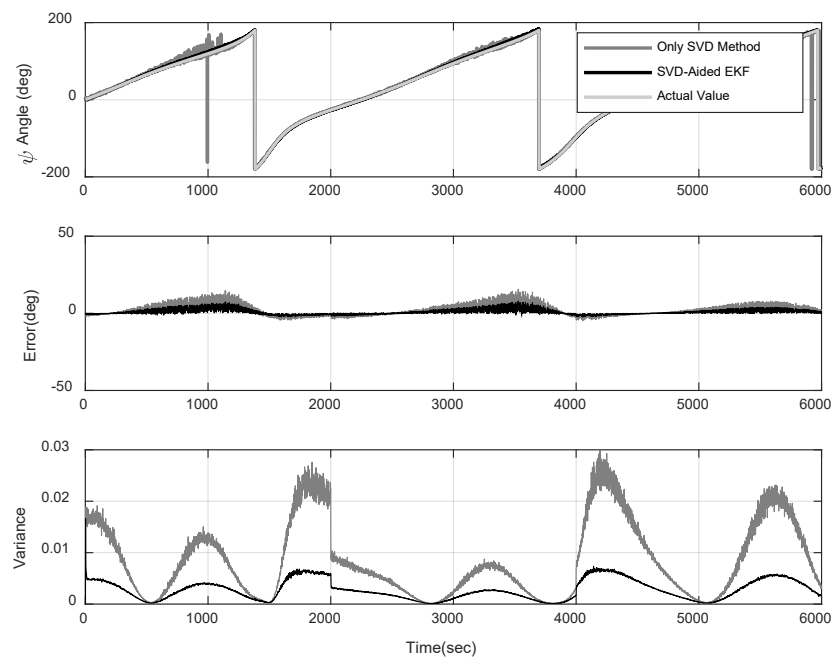 200
0
-200
ψ Angle (deg)
Only SVD Method
SVD-Aided EKF
Actual Value
0 1000 2000 3000 4000 5000 6000
50
0
-50
Error(deg)
0 1000 2000 3000 4000 5000 6000
0.03
0.02
0.01
0
Variance
0 1000 2000 3000 4000 5000 6000
Time(sec)